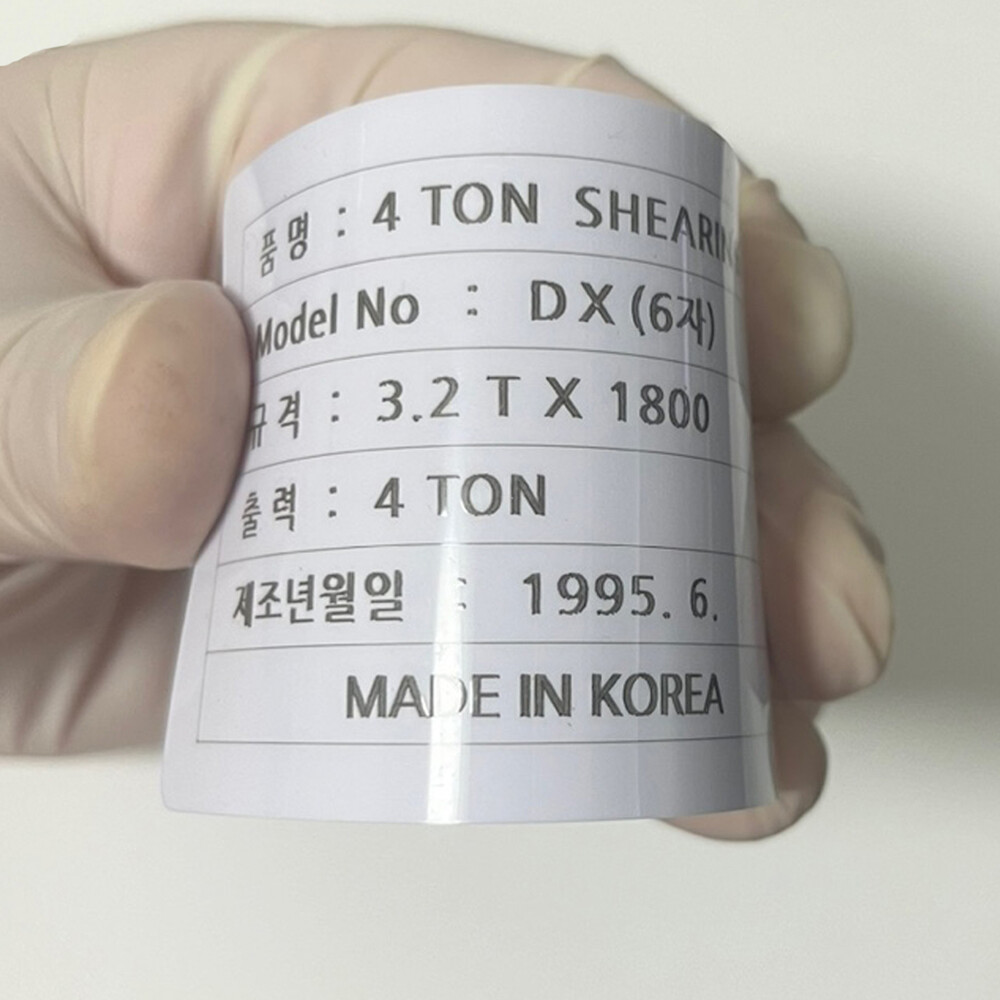 품명 : 4 TON SHEARIN
Model No : DX (6자)
규격 : 3.2 T X 1800
출력 : 4 TON
제조년월일 : 1995. 6.
MADE IN KOREA